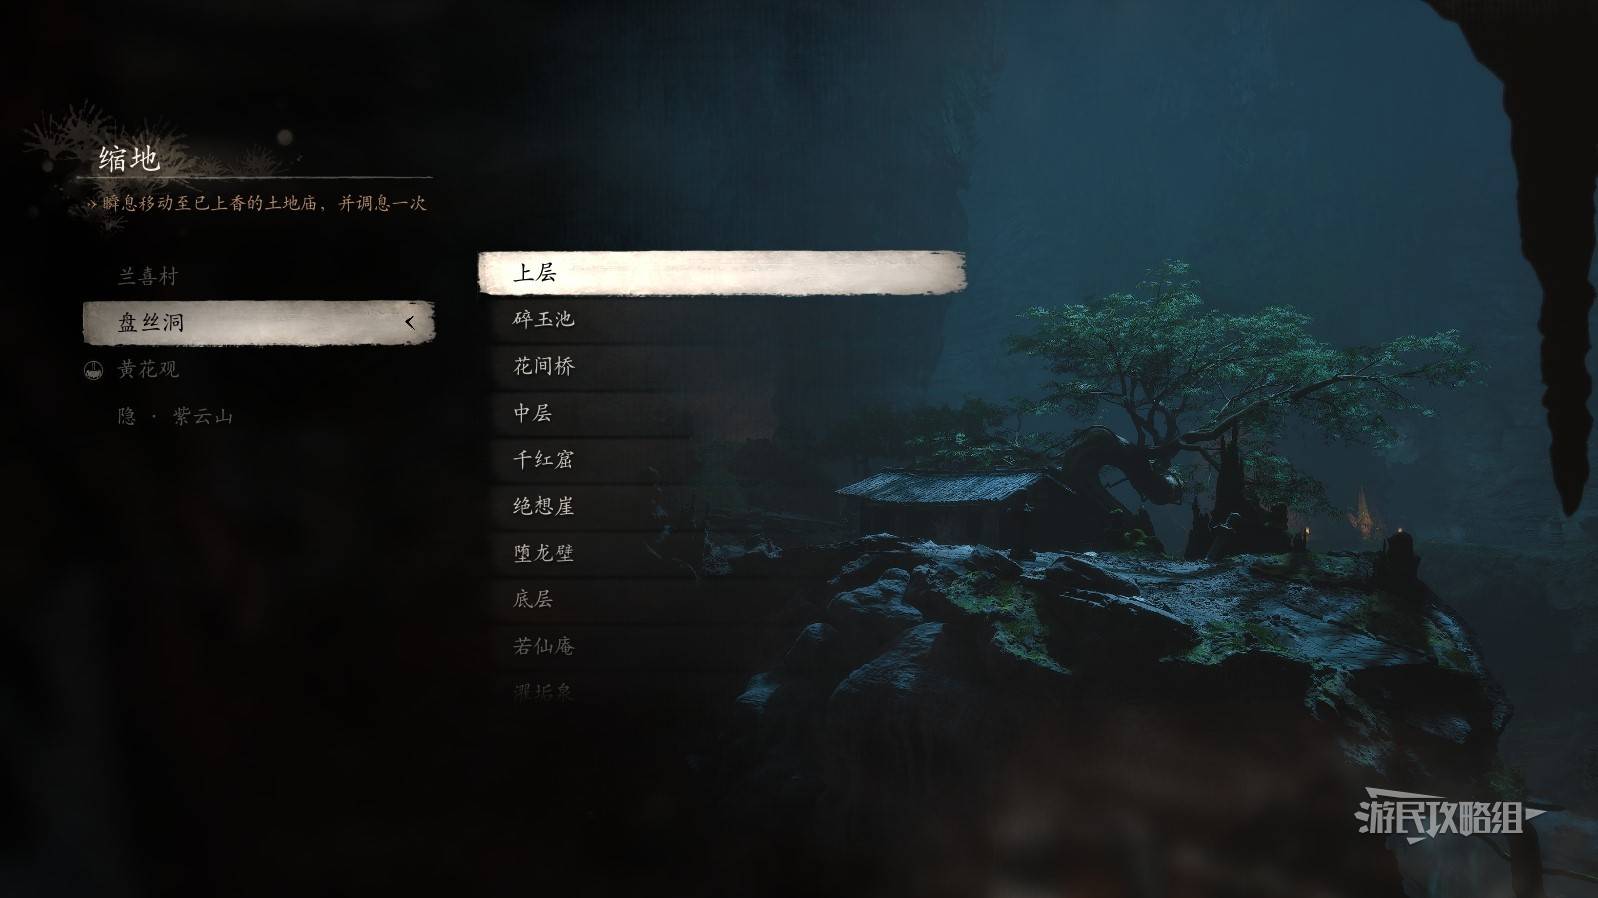 缩地
瞬息移动至已上香的土地庙，并调息一次
兰喜村
盘丝洞
黄花观
隐 · 紫云山
上层
碎玉池
花间桥
中层
千红窟
绝想崖
堕龙壁
底层
若仙庵
濯垢泉
游民攻略组